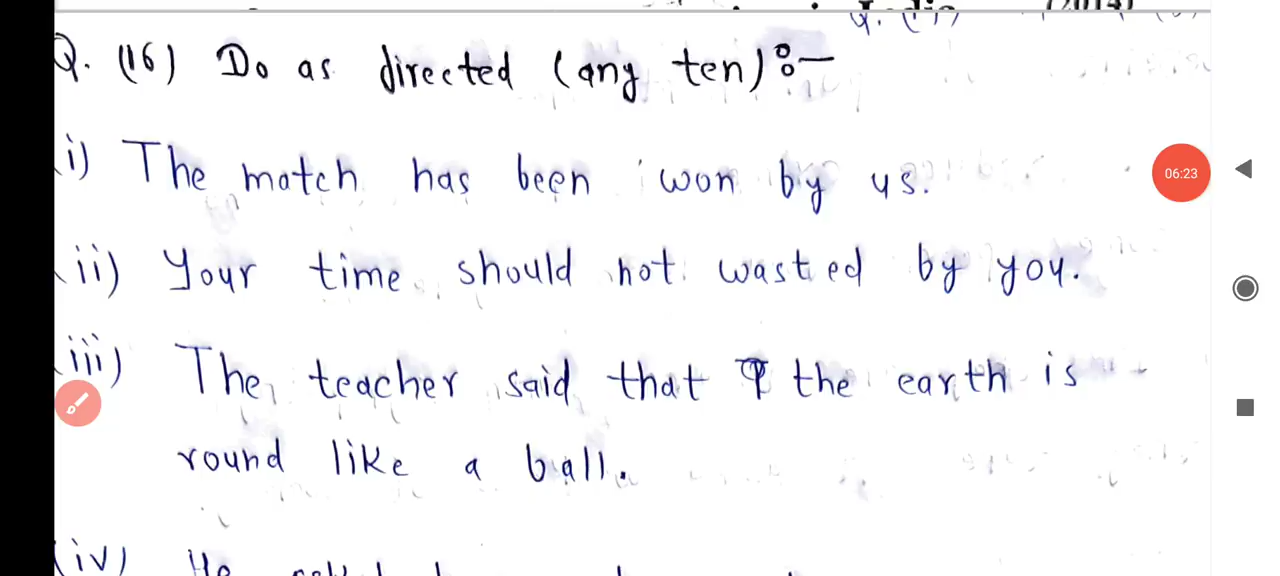 Q. (16) Do as directed (any ten) :-
(i) The match has been won by us.
06:23
(ii) Your time should not wasted by you.
(iii) The teacher said that the earth is
round like a ball.
(iv) He